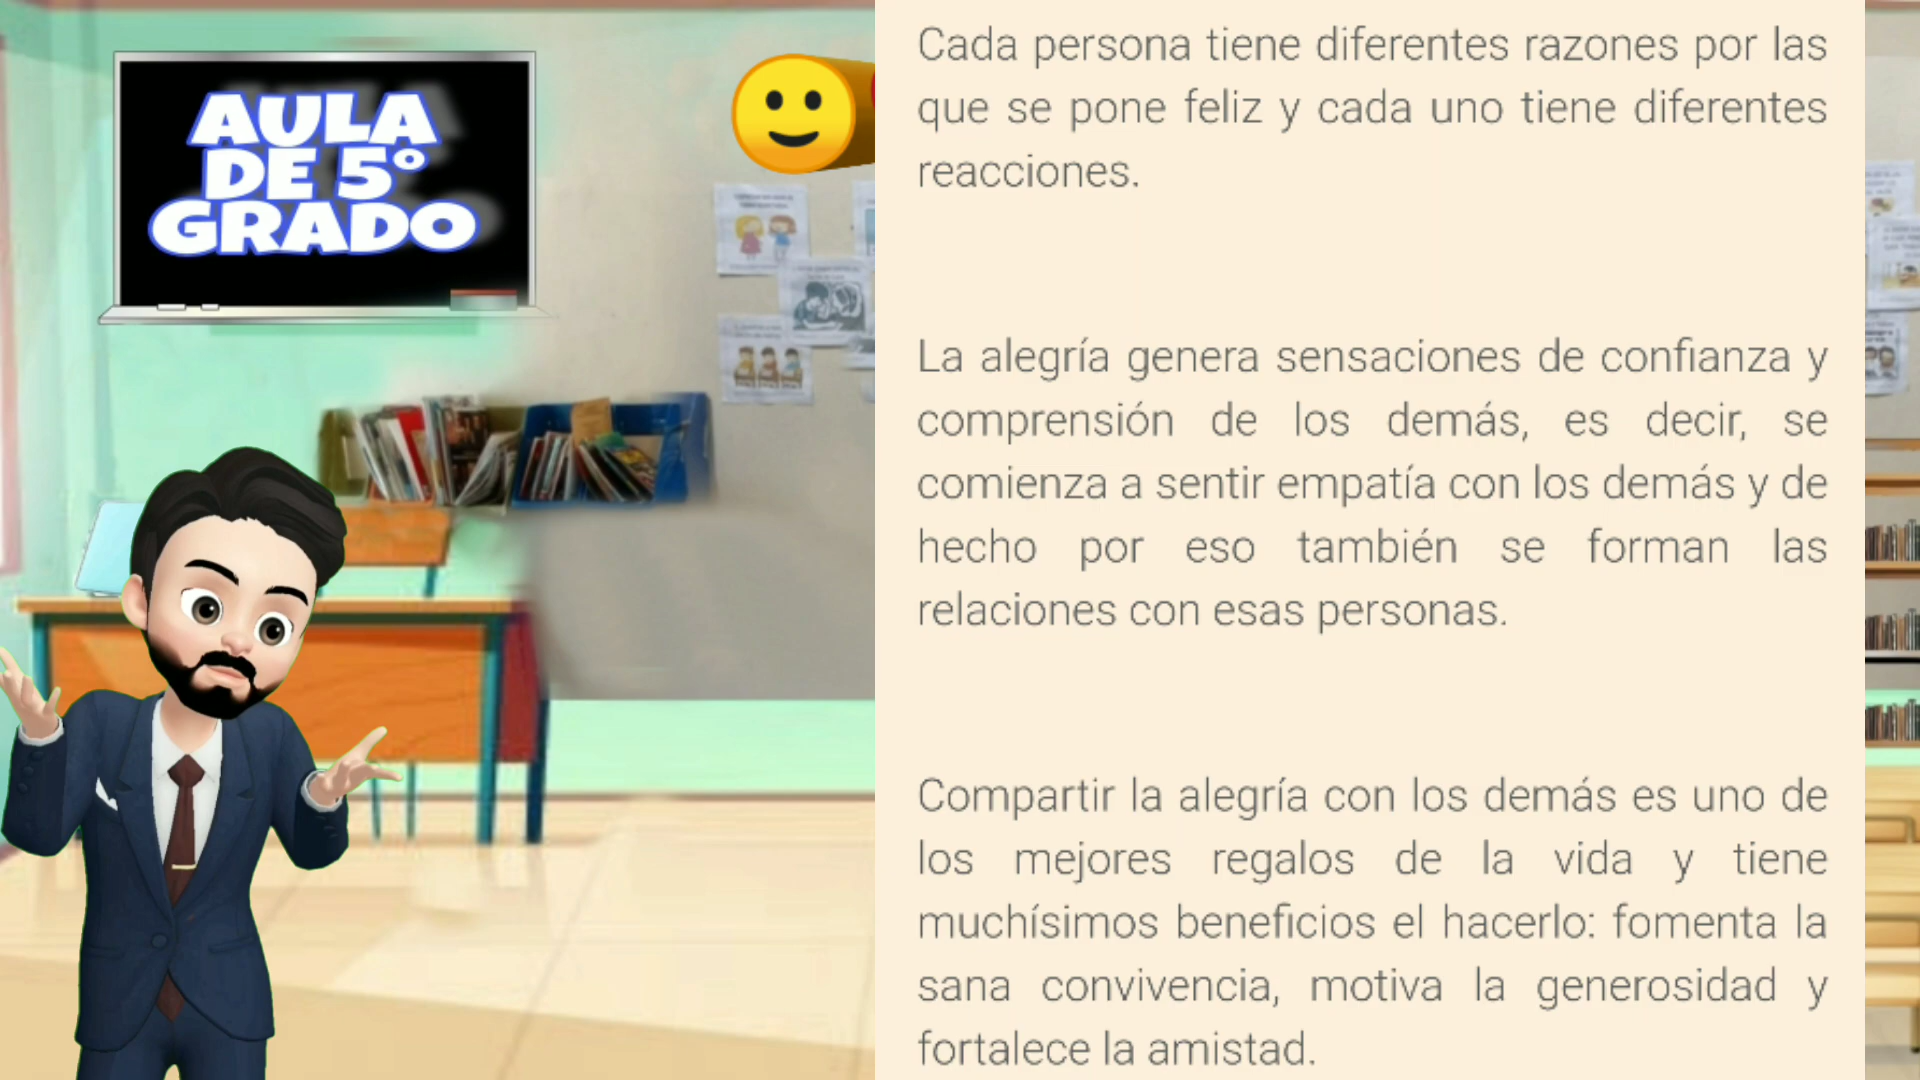 AULA
DE 5º
GRADO
Cada persona tiene diferentes razones por las
que se pone feliz y cada uno tiene diferentes
reacciones.
La alegría genera sensaciones de confianza y
comprensión de los demás, es decir, se
comienza a sentir empatía con los demás y de
hecho por eso también se forman las
relaciones con esas personas.
Compartir la alegría con los demás es uno de
los mejores regalos de la vida y tiene
muchísimos beneficios el hacerlo: fomenta la
sana convivencia, motiva la generosidad y
fortalece la amistad.